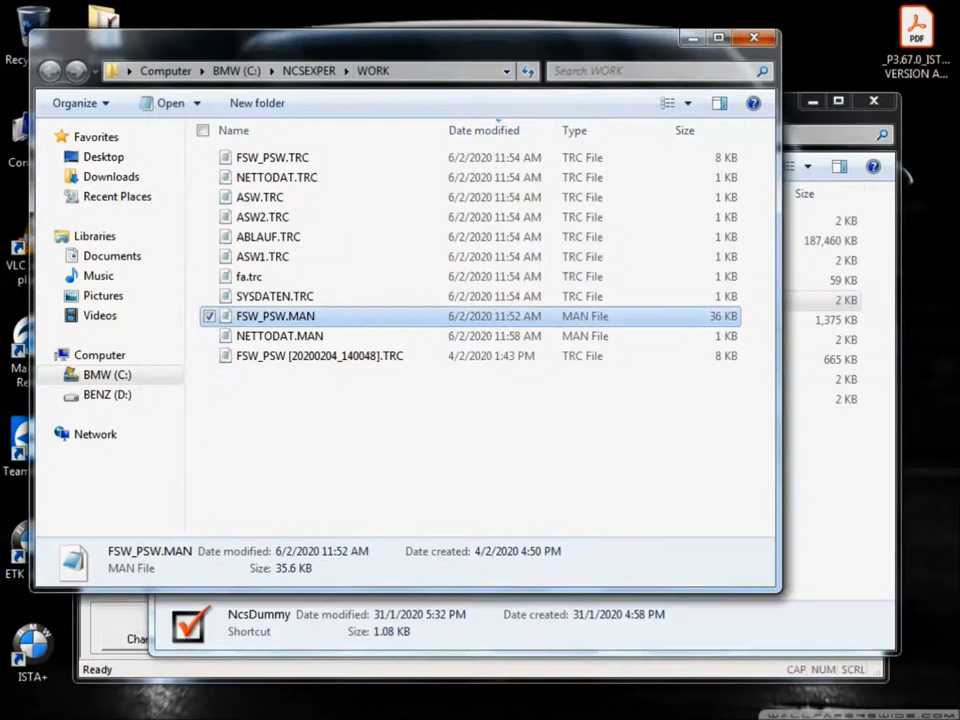 Recy
PDF
_P3.67.0_IST...
VERSION A...
Computer ▸ BMW (C:) ▸ NCSEXPER ▸ WORK
Search WORK
Organize
Open
New folder
Name
Date modified
Type
Size
Favorites
Desktop
Downloads
Recent Places
Libraries
Documents
Music
Pictures
Videos
Computer
BMW (C:)
BENZ (D:)
Network
FSW_PSW.TRC 6/2/2020 11:54 AM TRC File 8 KB
NETTODAT.TRC 6/2/2020 11:54 AM TRC File 1 KB
ASW.TRC 6/2/2020 11:54 AM TRC File 1 KB
ASW2.TRC 6/2/2020 11:54 AM TRC File 1 KB
ABLAUF.TRC 6/2/2020 11:54 AM TRC File 1 KB
ASW1.TRC 6/2/2020 11:54 AM TRC File 1 KB
fa.trc 6/2/2020 11:54 AM TRC File 1 KB
SYSDATEN.TRC 6/2/2020 11:54 AM TRC File 1 KB
FSW_PSW.MAN 6/2/2020 11:52 AM MAN File 36 KB
NETTODAT.MAN 6/2/2020 11:58 AM MAN File 1 KB
FSW_PSW [20200204_140048].TRC 4/2/2020 1:43 PM TRC File 8 KB
Size
2 KB
187,460 KB
2 KB
59 KB
2 KB
1,375 KB
2 KB
665 KB
2 KB
2 KB
Con
VLC
pl
Ma
Re
Team
ETK
ISTA+
FSW_PSW.MAN Date modified: 6/2/2020 11:52 AM Date created: 4/2/2020 4:50 PM
MAN File Size: 35.6 KB
NcsDummy Date modified: 31/1/2020 5:32 PM Date created: 31/1/2020 4:58 PM
Shortcut Size: 1.08 KB
Cha
Ready
CAP NUM SCRL
WALLPAPERSWIDE.COM